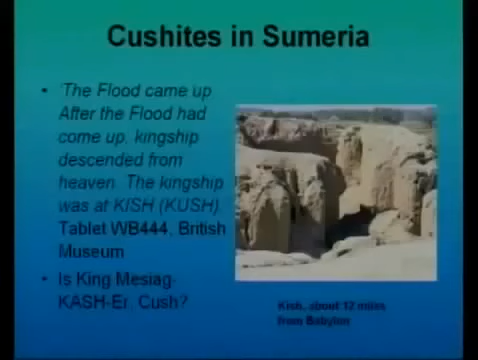 Cushites in Sumeria
• 'The Flood came up
After the Flood had
come up, kingship
descended from
heaven. The kingship
was at KISH (KUSH)
Tablet WB444, British
Museum
• Is King Mesiag-
KASH-Er, Cush?
Kish, about 12 miles
from Babylon